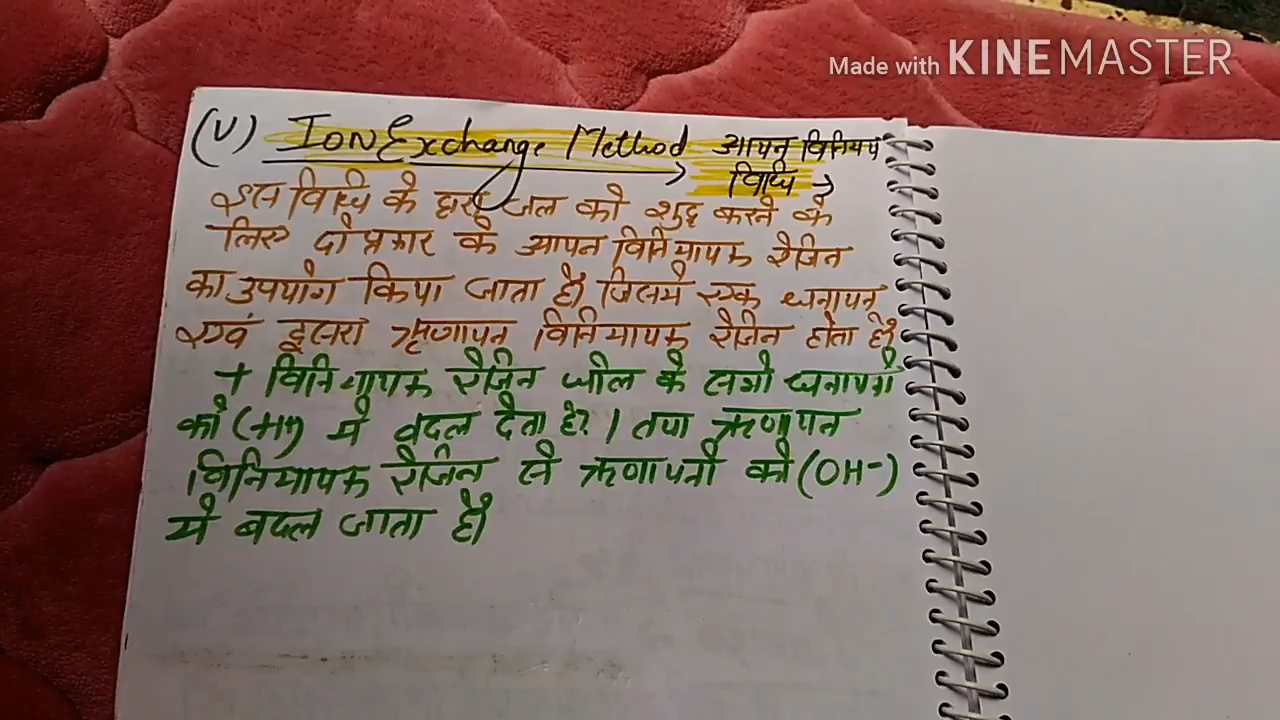 Made with KINEMASTER
(V) Ion Exchange Method आयन विनिमय
विधि →
इस विधि के द्वारा जल को शुद्ध करने के
लिए दो प्रकार के आयन विनिमायक रेजिन
का उपयोग किया जाता है। जिसमे एक धनायन
एवं दूसरा ऋणायन विनिमायक रेजिन होता है।
+ विनिमायक रेजिन घोल के सभी धनायनो
को (H+) मे बदल देता है। तथा ऋणायन
विनिमायक रेजिन से ऋणायनो को (OH-)
मे बदल जाता है।